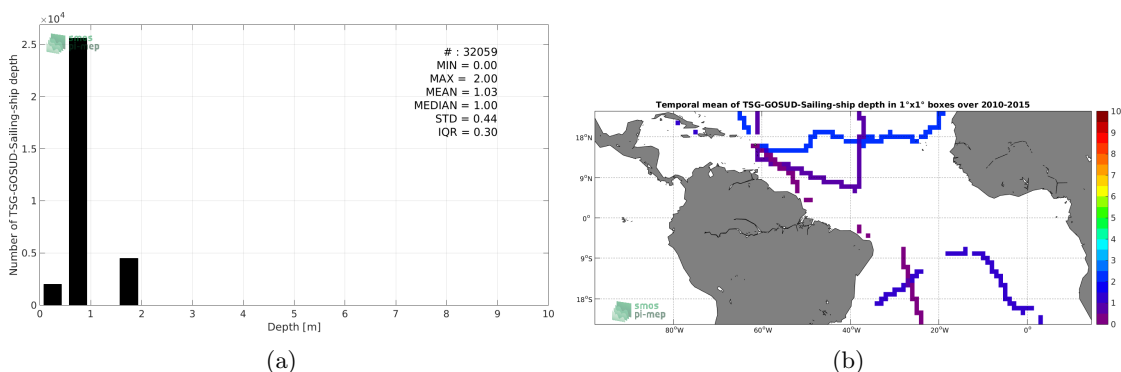 ×10⁴
smos
pi-mep
2.5
2
1.5
1
0.5
0
Number of TSG-GOSUD-Sailing-ship depth
# : 32059
MIN = 0.00
MAX = 2.00
MEAN = 1.03
MEDIAN = 1.00
STD = 0.44
IQR = 0.30
0 1 2 3 4 5 6 7 8 9 10
Depth [m]
(a)
Temporal mean of TSG-GOSUD-Sailing-ship depth in 1°x1° boxes over 2010-2015
18°N
9°N
0°
9°S
18°S
80°W 60°W 40°W 20°W 0°
smos
pi-mep
10
9
8
7
6
5
4
3
2
1
0
(b)